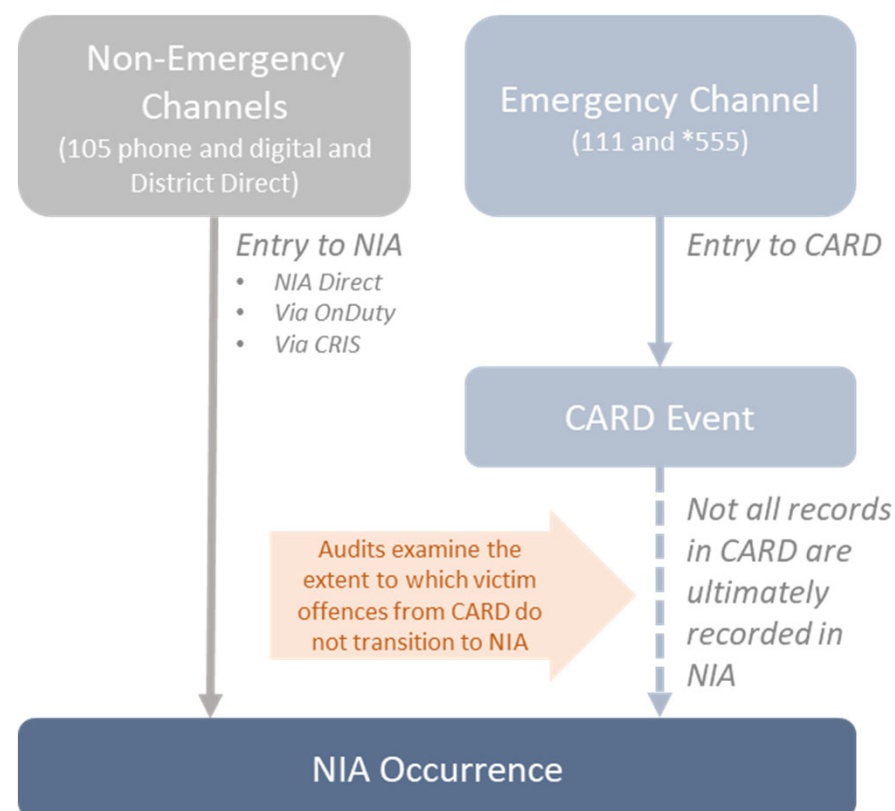 Non-Emergency
Channels
(105 phone and digital and
District Direct)
Emergency Channel
(111 and *555)
Entry to NIA
• NIA Direct
• Via OnDuty
• Via CRIS
Entry to CARD
CARD Event
Audits examine the
extent to which victim
offences from CARD do
not transition to NIA
Not all records
in CARD are
ultimately
recorded in
NIA
NIA Occurrence